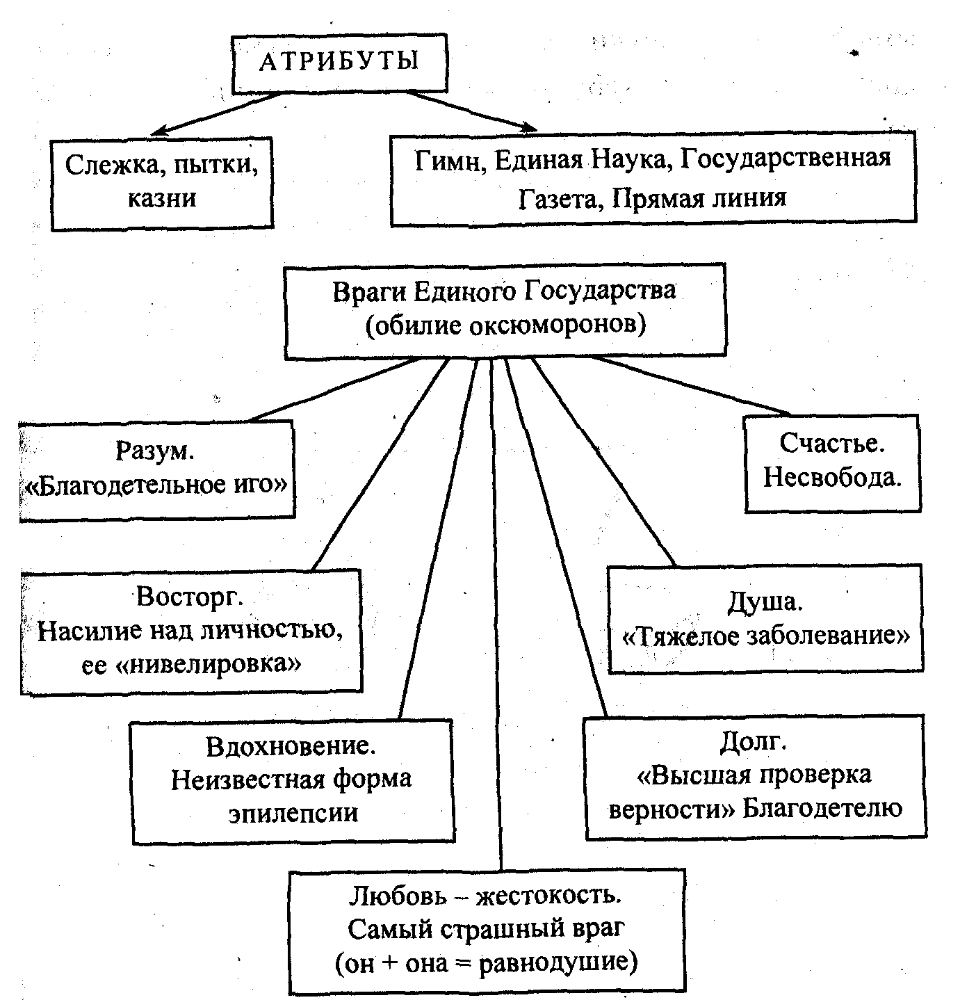 АТРИБУТЫ
Слежка, пытки,
казни
Гимн, Единая Наука, Государственная
Газета, Прямая линия
Враги Единого Государства
(обилие оксюморонов)
Разум.
«Благодетельное иго»
Счастье.
Несвобода.
Восторг.
Насилие над личностью,
ее «нивелировка»
Душа.
«Тяжелое заболевание»
Вдохновение.
Неизвестная форма
эпилепсии
Долг.
«Высшая проверка
верности» Благодетелю
Любовь – жестокость.
Самый страшный враг
(он + она = равнодушие)